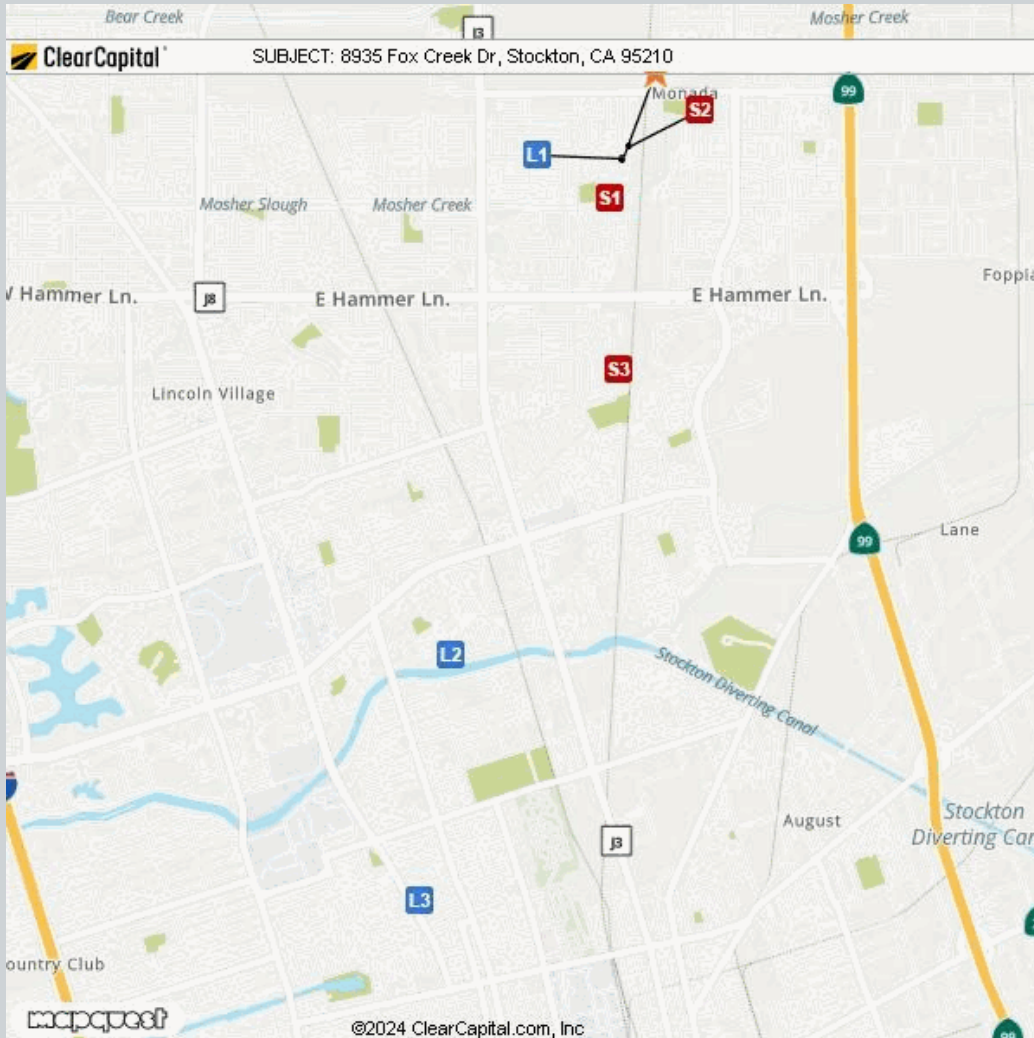 Bear Creek
Mosher Creek
J3
ClearCapital
SUBJECT: 8935 Fox Creek Dr, Stockton, CA 95210
Monada
99
S2
L1
S1
Mosher Slough
Mosher Creek
Foppia
W Hammer Ln.
J8
E Hammer Ln.
E Hammer Ln.
S3
Lincoln Village
Lane
99
L2
Stockton Diverting Canal
August
Stockton
Diverting Can
J3
L3
ountry Club
mapquest
©2024 ClearCapital.com, Inc
99